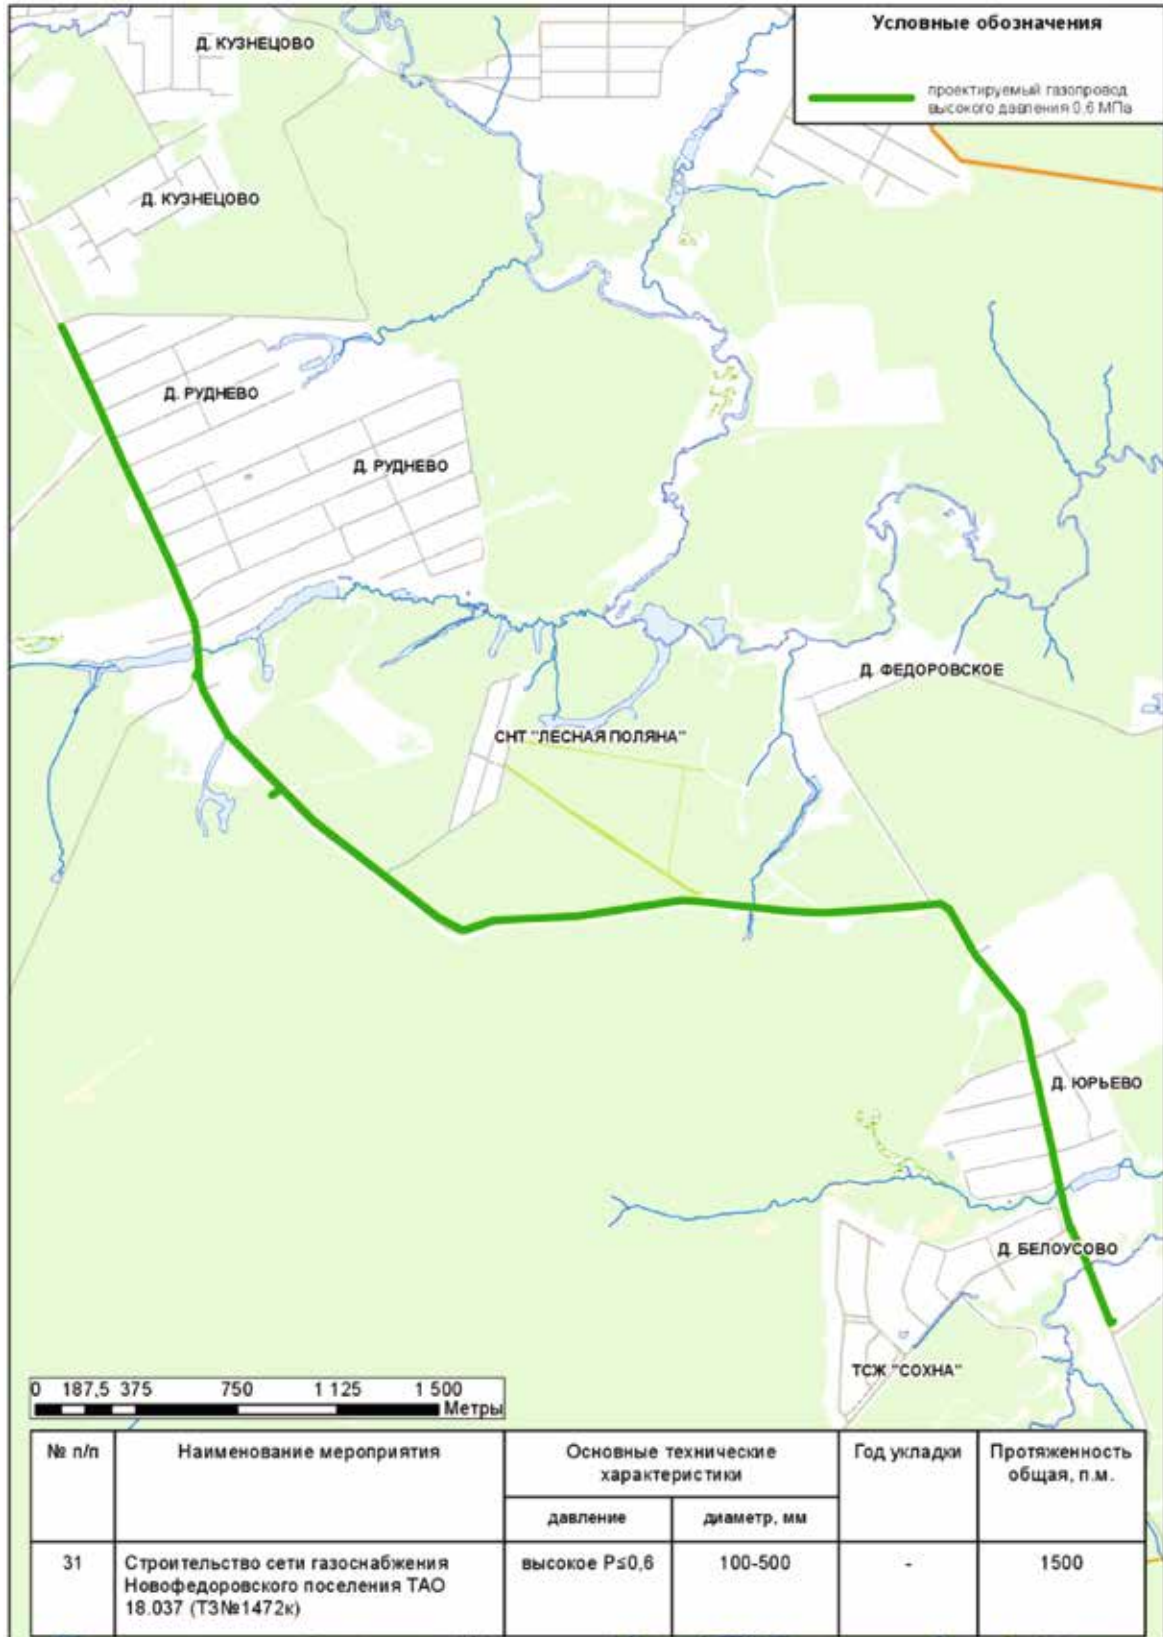 Условные обозначения
проектируемый газопровод
высокого давления 0,6 МПа
Д. КУЗНЕЦОВО
Д. КУЗНЕЦОВО
Д. РУДНЕВО
Д. РУДНЕВО
Д. ФЕДОРОВСКОЕ
СНТ "ЛЕСНАЯ ПОЛЯНА"
Д. ЮРЬЕВО
Д. БЕЛОУСОВО
ТСЖ "СОХНА"
0 187,5 375 750 1 125 1 500
Метры
№ п/п
Наименование мероприятия
Основные технические
характеристики
Год укладки
Протяженность
общая, п.м.
давление
диаметр, мм
31
Строительство сети газоснабжения
Новофедоровского поселения ТАО
18.037 (ТЗ№1472к)
высокое P≤0,6
100-500
-
1500